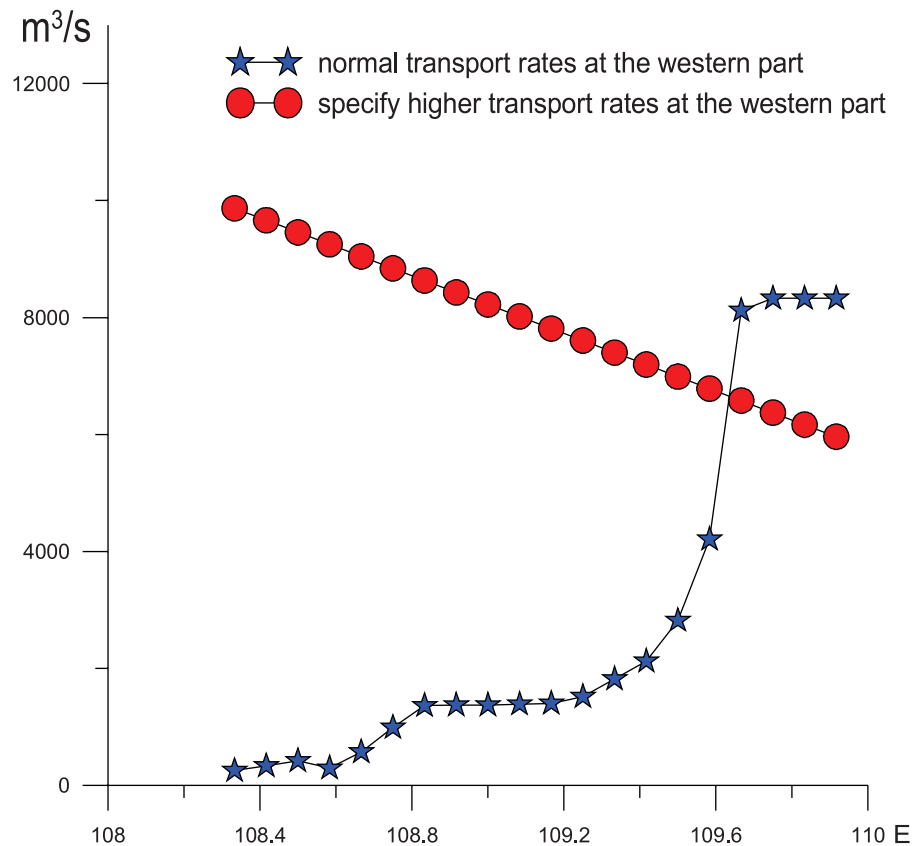 m³/s
normal transport rates at the western part
specify higher transport rates at the western part
12000
8000
4000
0
108 108.4 108.8 109.2 109.6 110 E